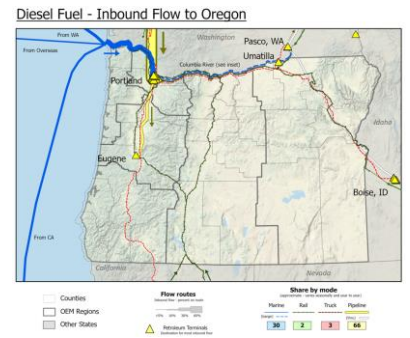 Diesel Fuel - Inbound Flow to Oregon
From WA
Washington
Pasco, WA
From Overseas
Umatilla
Columbia River (see inset)
Portland
Idaho
Eugene
Boise, ID
From CA
California
Nevada
Counties
OEM Regions
Other States
Flow routes
Petroleum Terminals
Share by mode
Marine Rail Truck Pipeline
30 2 3 66